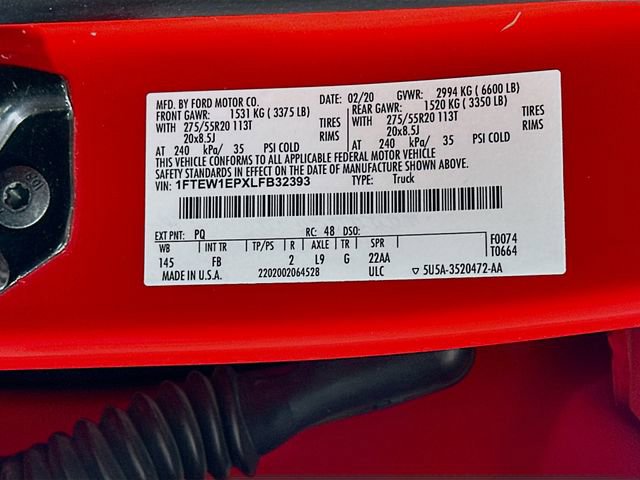 MFD. BY FORD MOTOR CO.
DATE: 02/20 GVWR: 2994 KG ( 6600 LB)
FRONT GAWR: 1531 KG ( 3375 LB) REAR GAWR: 1520 KG ( 3350 LB)
WITH 275/55R20 113T TIRES WITH 275/55R20 113T TIRES
20x8.5J RIMS 20x8.5J RIMS
AT 240 kPa/ 35 PSI COLD AT 240 kPa/ 35 PSI COLD
THIS VEHICLE CONFORMS TO ALL APPLICABLE FEDERAL MOTOR VEHICLE
SAFETY STANDARDS IN EFFECT ON THE DATE OF MANUFACTURE SHOWN ABOVE.
VIN: 1FTEW1EPXLFB32393 TYPE: Truck
EXT PNT: PQ RC: 48 DSO: F0074
WB INT TR TP/PS R AXLE TR SPR T0664
145 FB 2 L9 G 22AA
MADE IN U.S.A. 2202002064528 ULC ▽ 5U5A-3520472-AA